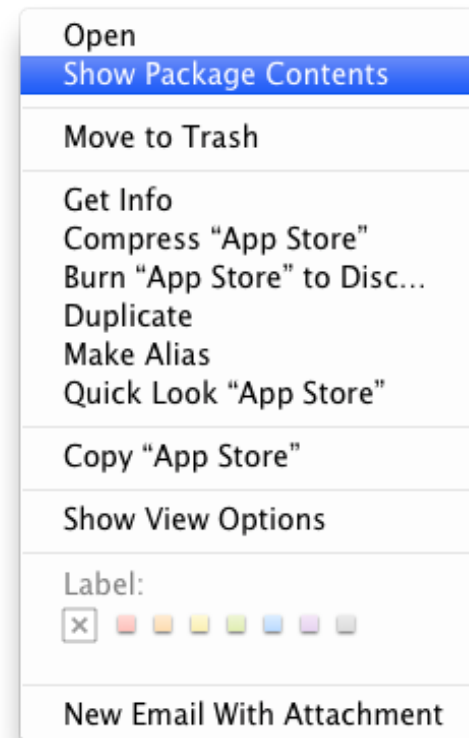 Open
Show Package Contents
Move to Trash
Get Info
Compress “App Store”
Burn “App Store” to Disc...
Duplicate
Make Alias
Quick Look “App Store”
Copy “App Store”
Show View Options
Label:
New Email With Attachment